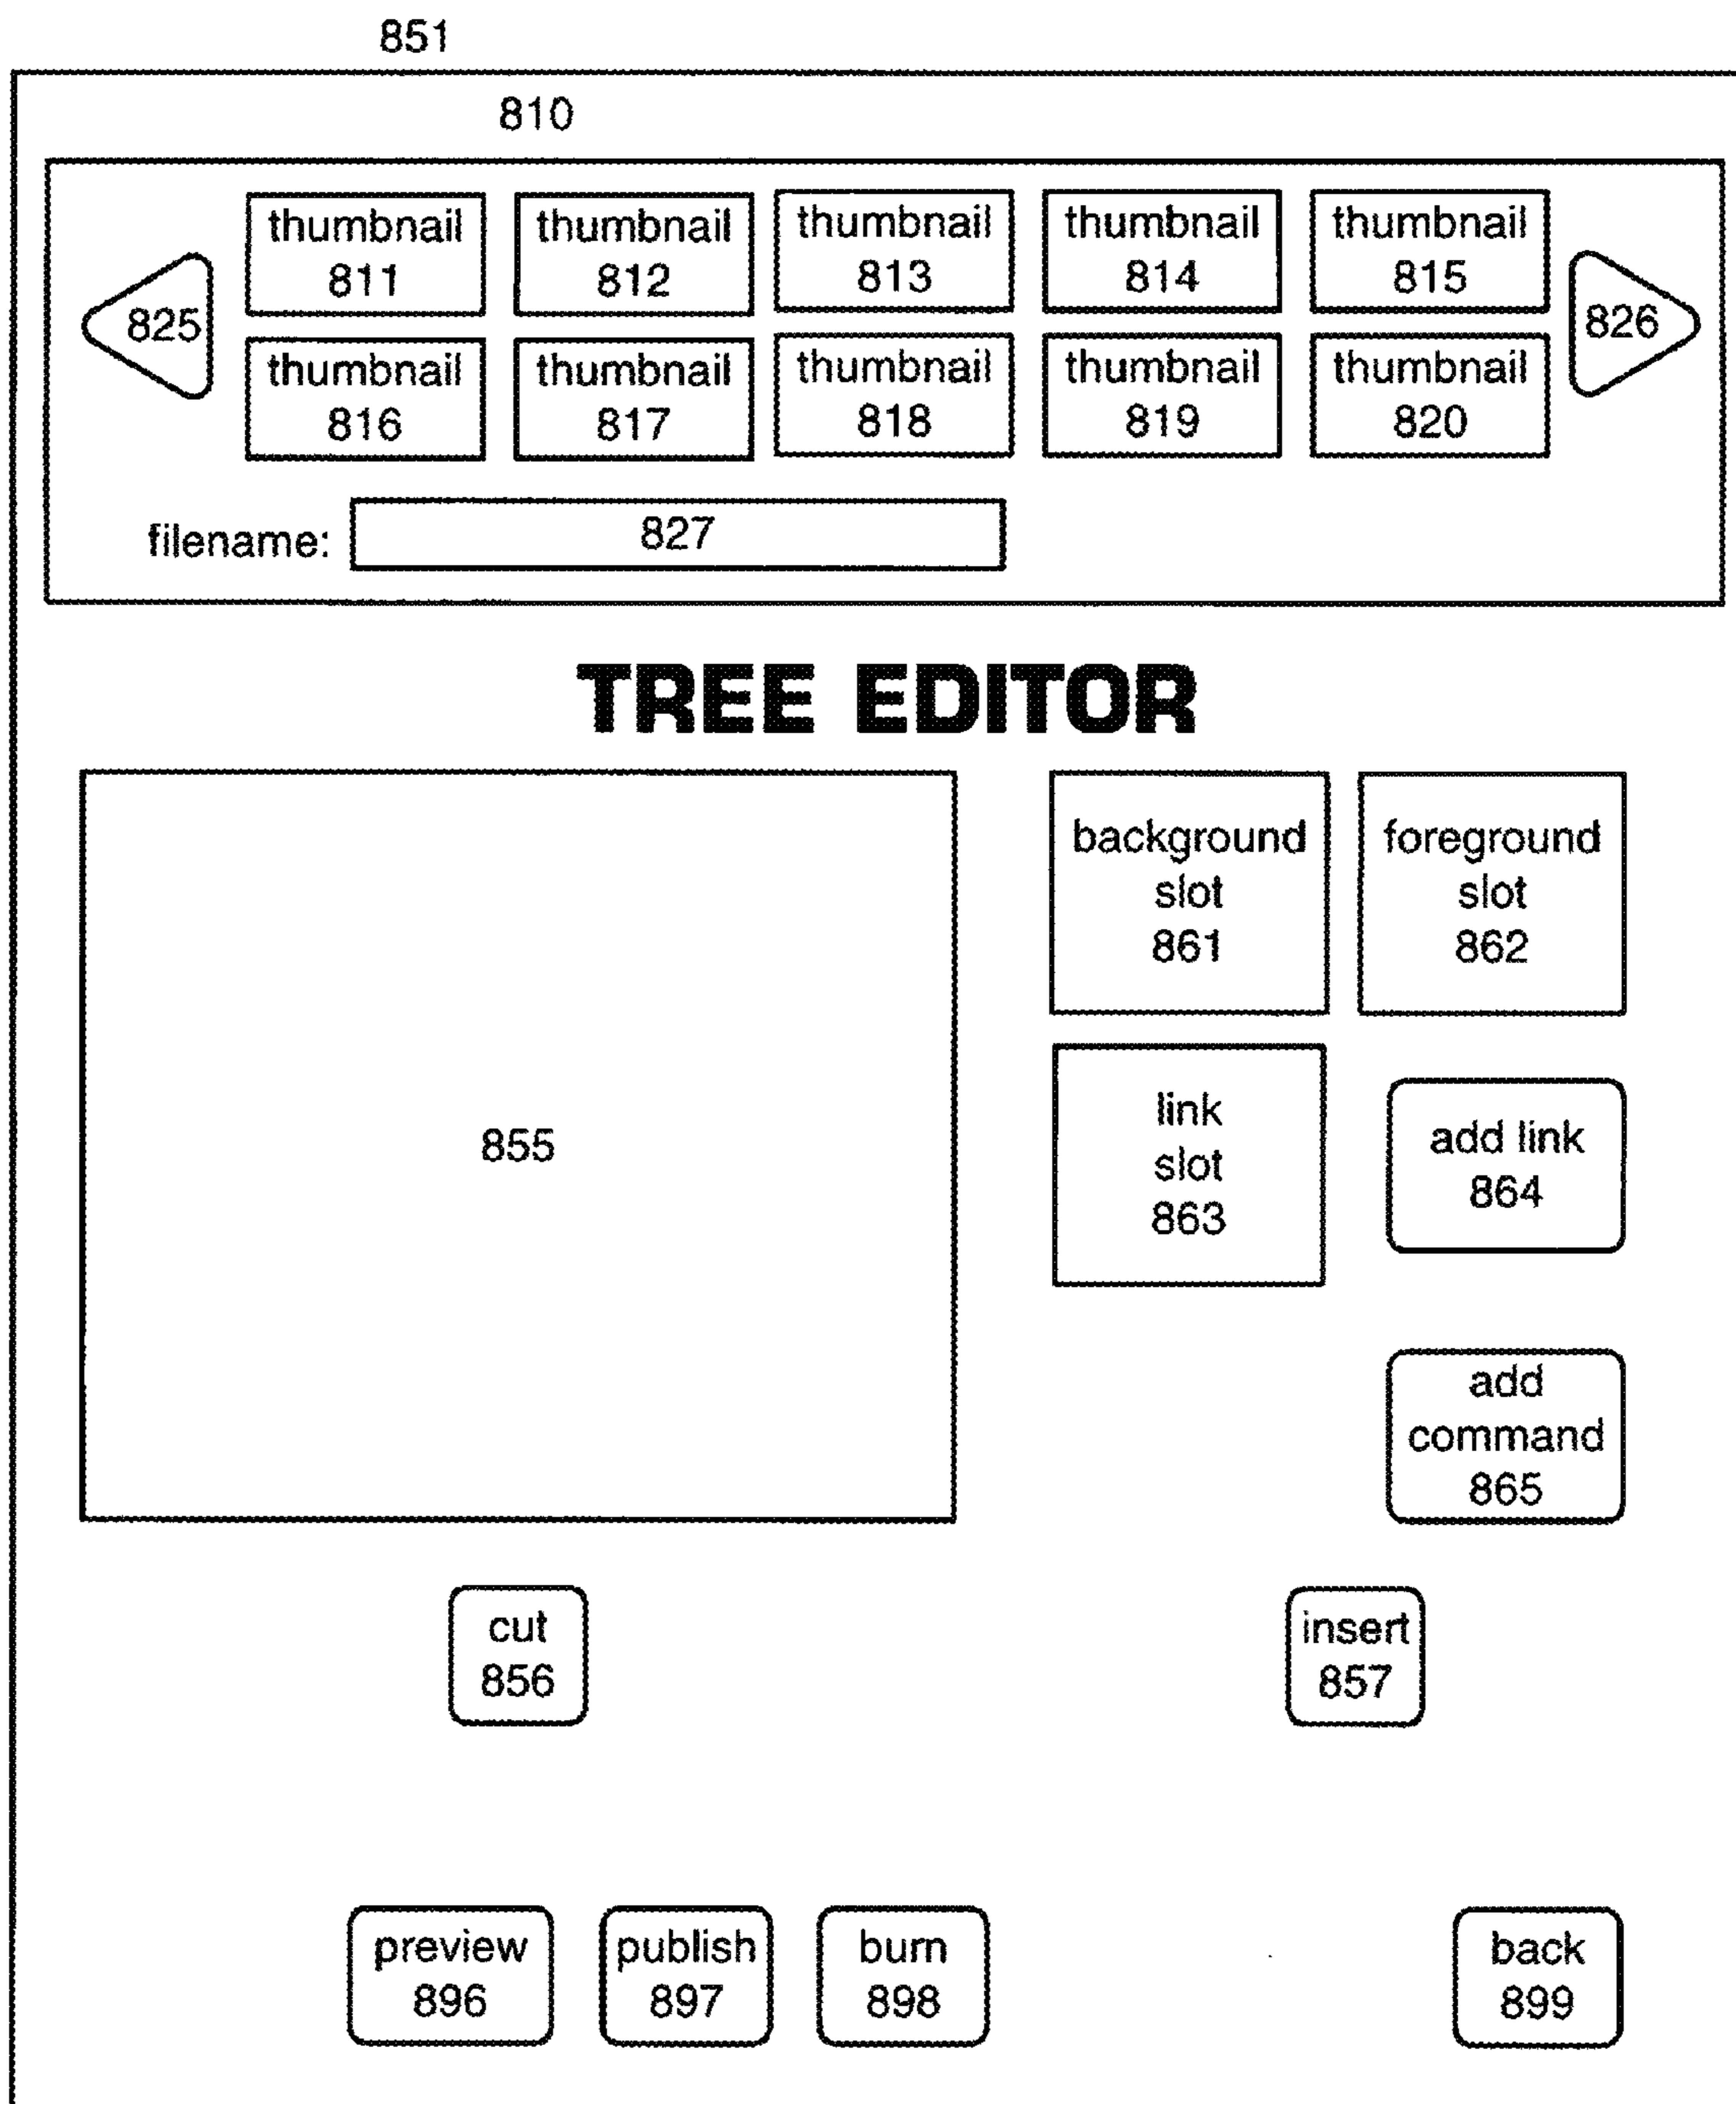 851
810
thumbnail
811
thumbnail
812
thumbnail
813
thumbnail
814
thumbnail
815
825
826
thumbnail
816
thumbnail
817
thumbnail
818
thumbnail
819
thumbnail
820
filename:
827
TREE EDITOR
855
background
slot
861
foreground
slot
862
link
slot
863
add link
864
add
command
865
cut
856
insert
857
preview
896
publish
897
burn
898
back
899